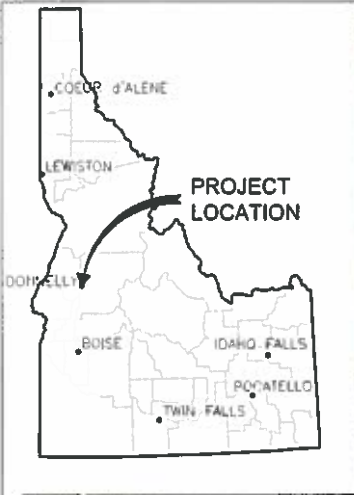 COEUR d'ALENE
LEWISTON
PROJECT
LOCATION
DONNELLY
BOISE
IDAHO FALLS
POCATELLO
TWIN FALLS